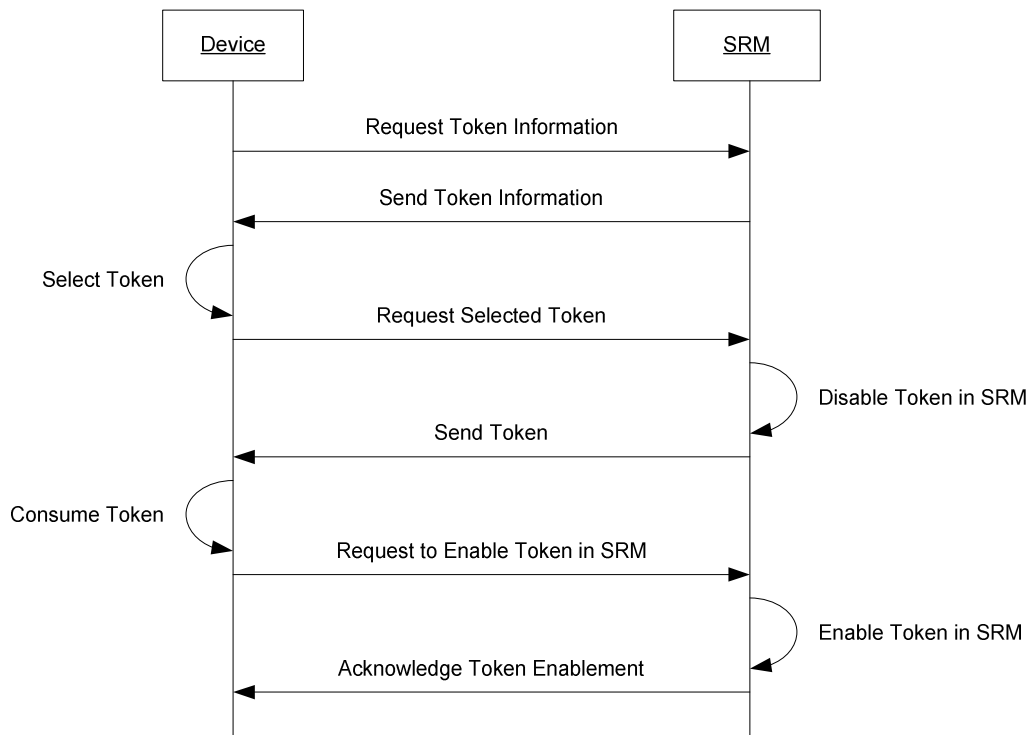 Device
SRM
Request Token Information
Send Token Information
Select Token
Request Selected Token
Disable Token in SRM
Send Token
Consume Token
Request to Enable Token in SRM
Enable Token in SRM
Acknowledge Token Enablement